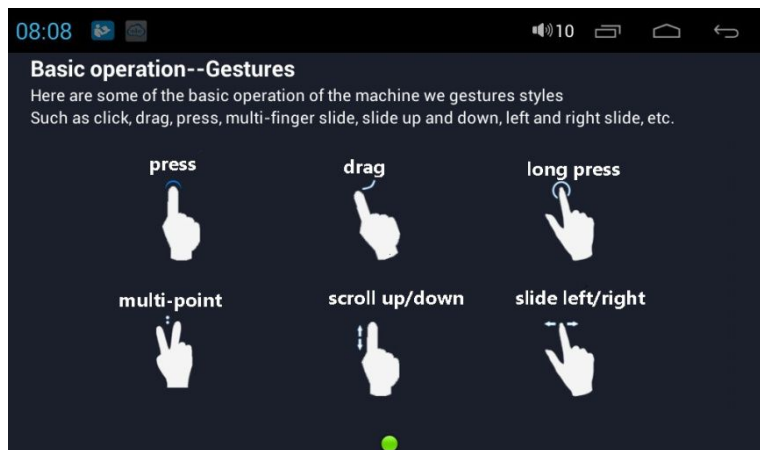 08:08 10
Basic operation--Gestures
Here are some of the basic operation of the machine we gestures styles
Such as click, drag, press, multi-finger slide, slide up and down, left and right slide, etc.
press drag long press
multi-point scroll up/down slide left/right